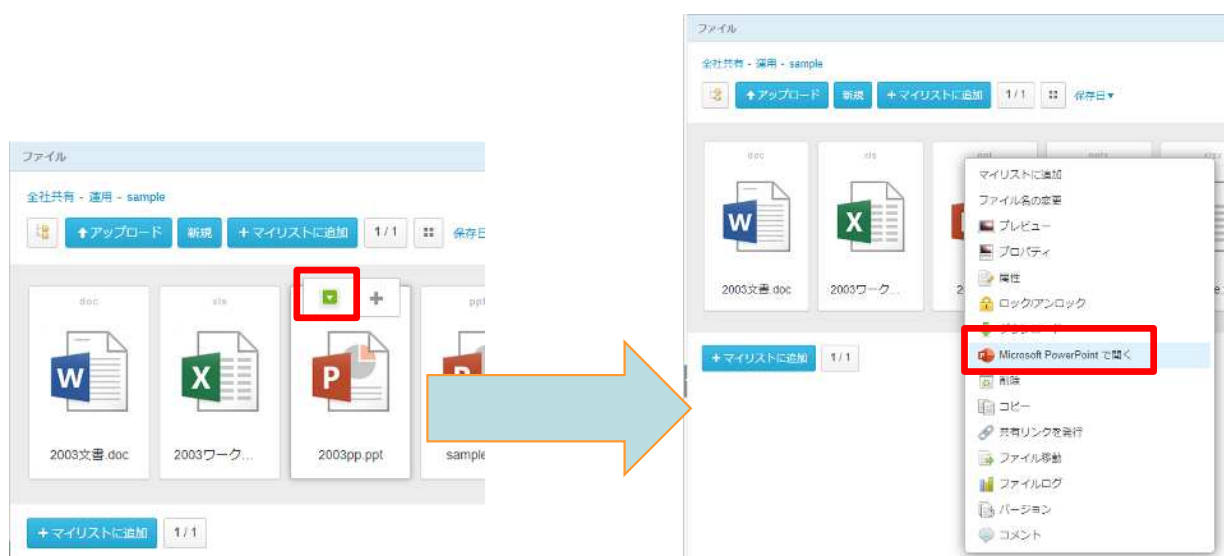 ファイル
全社共有 - 運用 - sample
アップロード 新規 +マイリストに追加 1/1 保存日
doc xls ppt
2003文書.doc 2003ワーク... 2003pp.ppt sample
+マイリストに追加 1/1
ファイル
全社共有 - 運用 - sample
アップロード 新規 +マイリストに追加 1/1 保存日▼
doc xls ppt pptx xlsx
2003文書.doc 2003ワーク... 2
+マイリストに追加 1/1
マイリストに追加
ファイル名の変更
プレビュー
プロパティ
属性
ロック/アンロック
ダウンロード
Microsoft PowerPoint で開く
削除
コピー
共有リンクを発行
ファイル移動
ファイルログ
バージョン
コメント